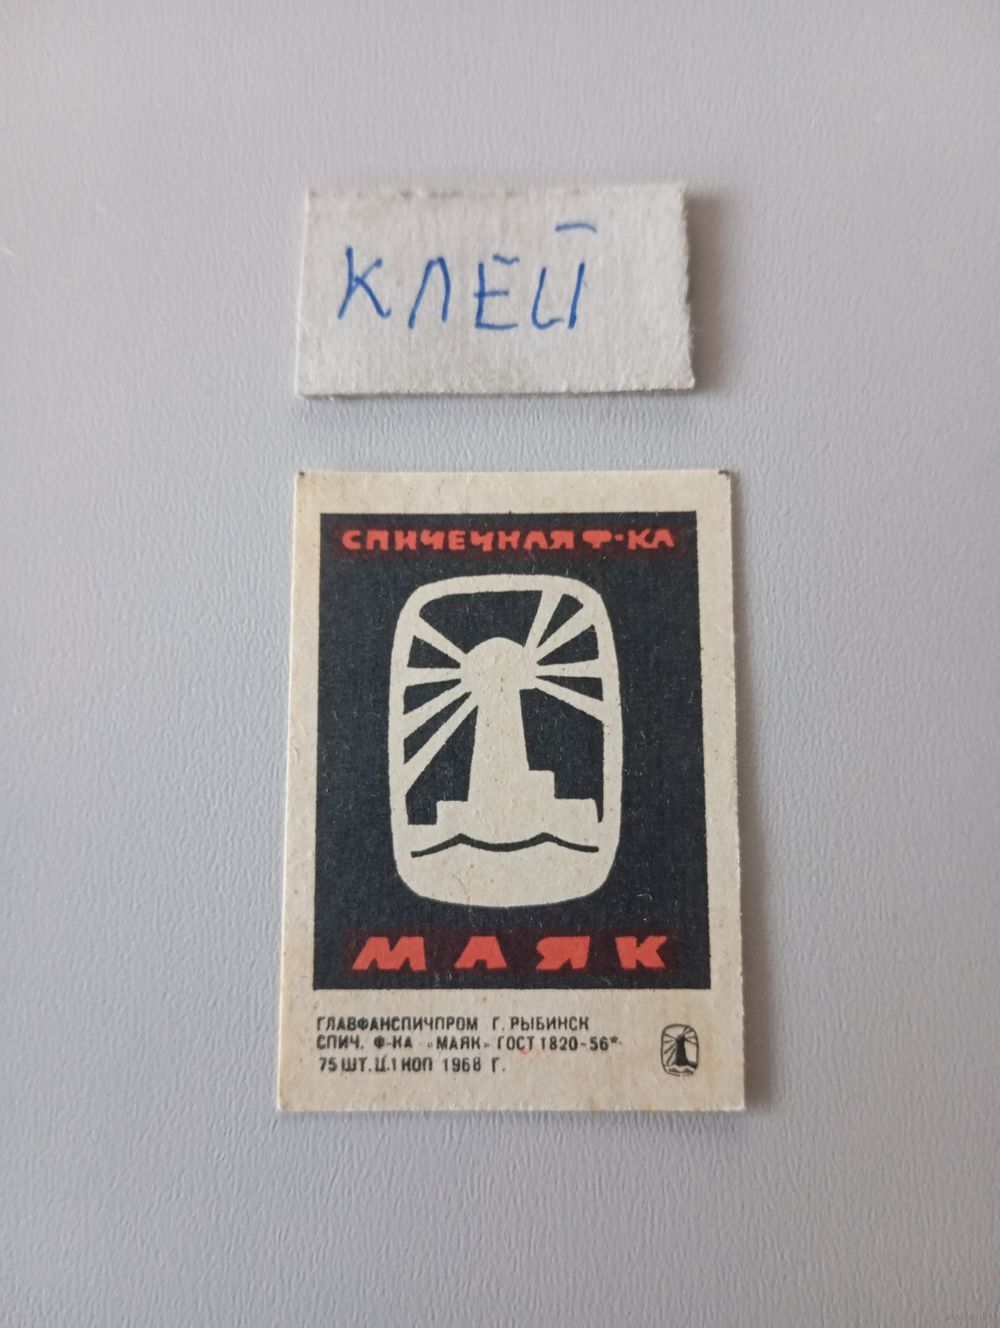 КЛЕЙ
СПИЧЕЧНАЯ Ф-КА
МАЯК
ГЛАВФАНСПИЧПРОМ Г. РЫБИНСК
СПИЧ. Ф-КА «МАЯК» ГОСТ 1820-56*
75 ШТ. Ц. 1 КОП 1968 Г.